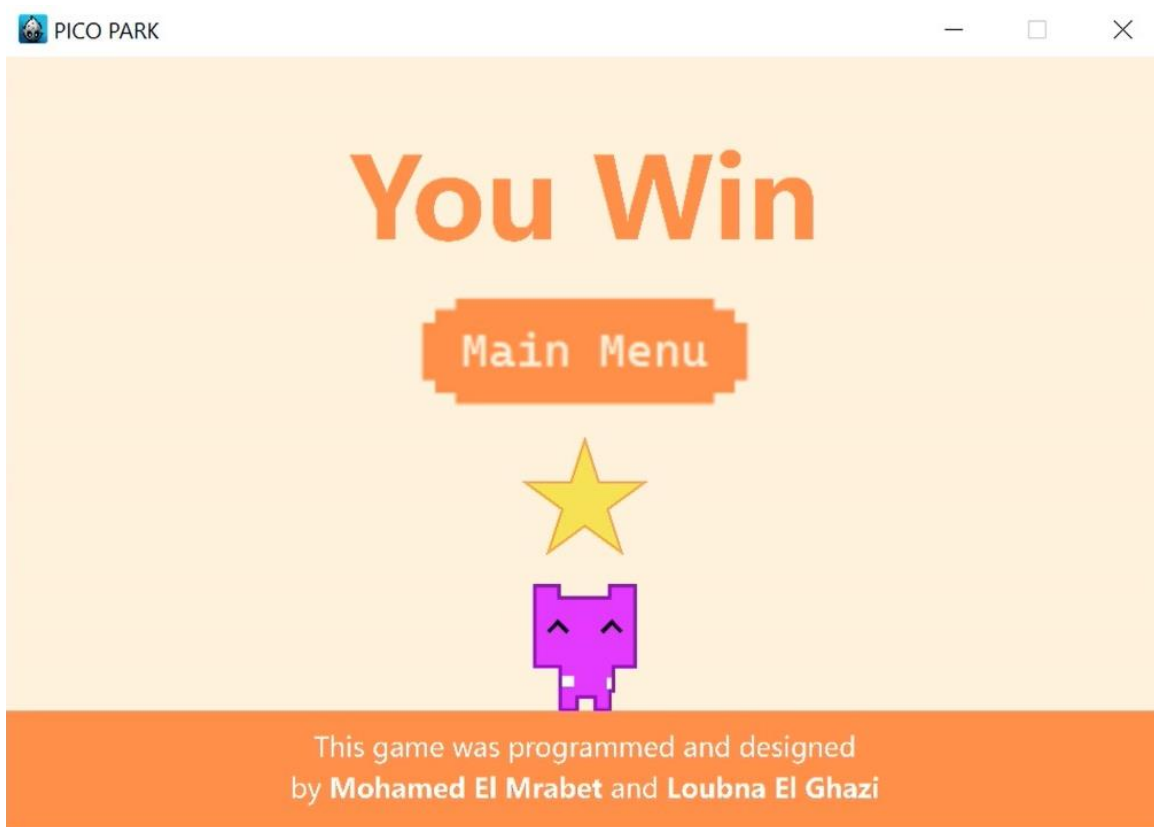 PICO PARK
You Win
Main Menu
This game was programmed and designed
by Mohamed El Mrabet and Loubna El Ghazi